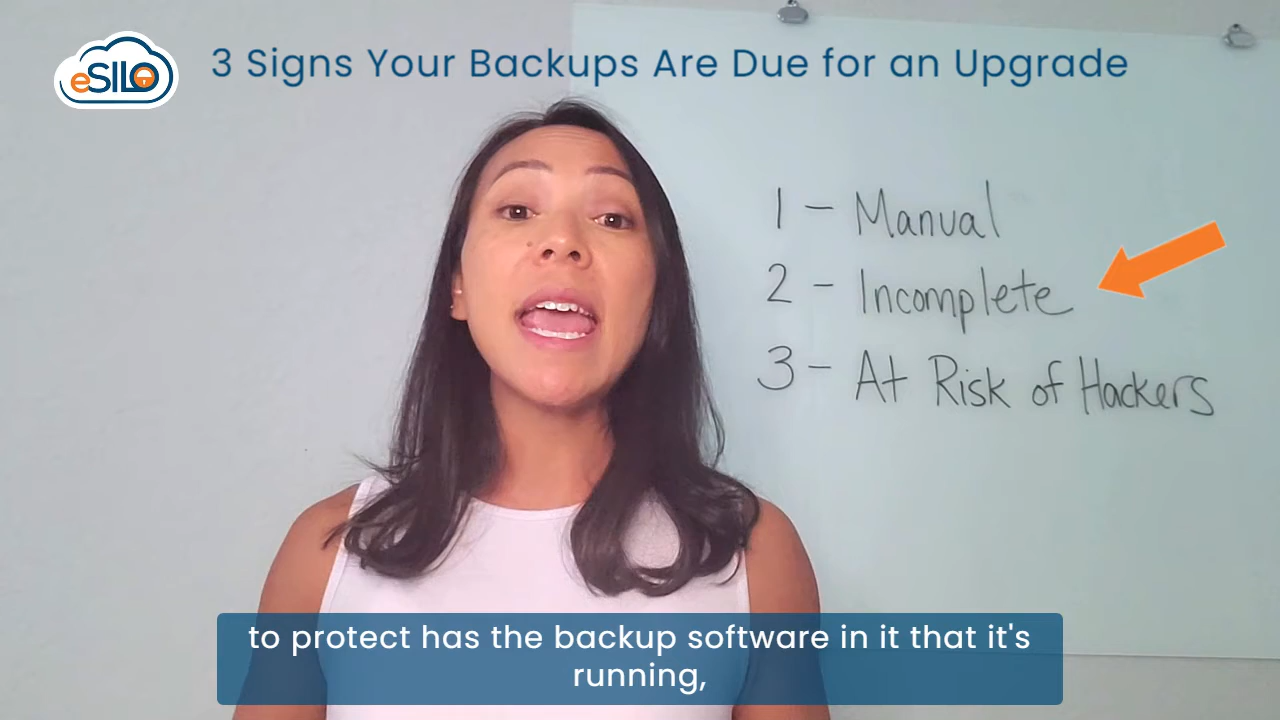 eSILO
3 Signs Your Backups Are Due for an Upgrade
1 - Manual
2 - Incomplete
3 - At Risk of Hackers
to protect has the backup software in it that it's
running,